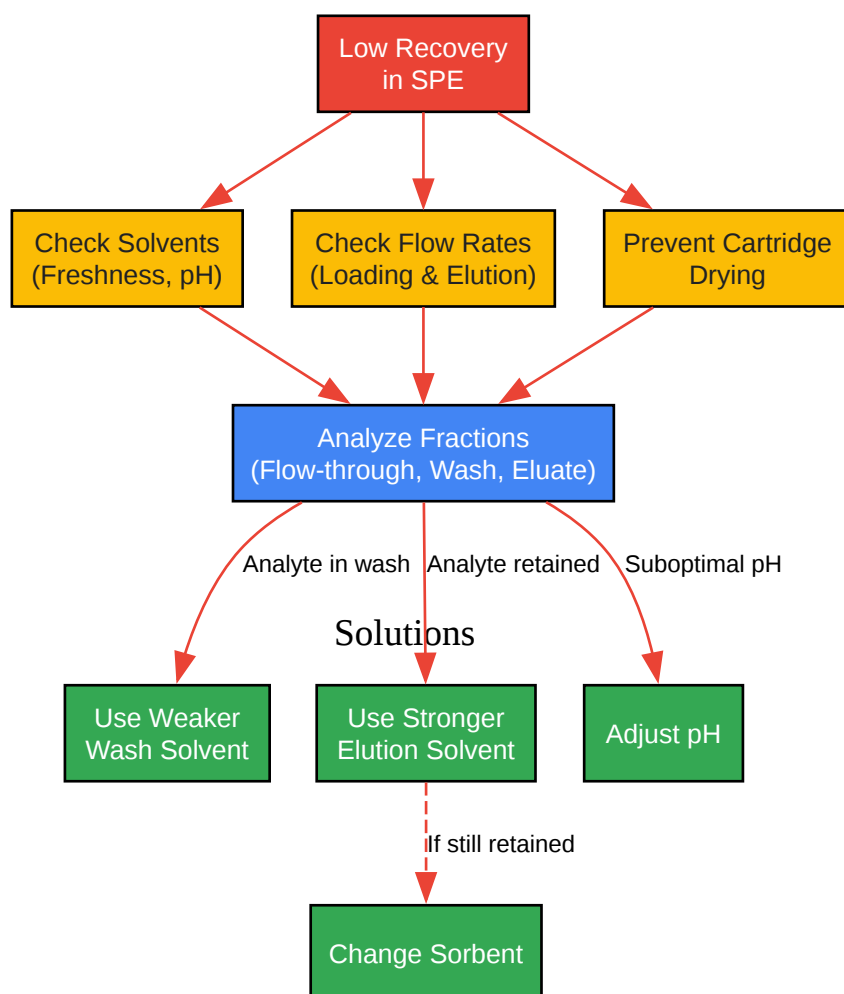 Low Recovery
in SPE
Check Solvents
(Freshness, pH)
Check Flow Rates
(Loading & Elution)
Prevent Cartridge
Drying
Analyze Fractions
(Flow-through, Wash, Eluate)
Analyte in wash
Analyte retained
Suboptimal pH
Solutions
Use Weaker
Wash Solvent
Use Stronger
Elution Solvent
Adjust pH
If still retained
Change Sorbent